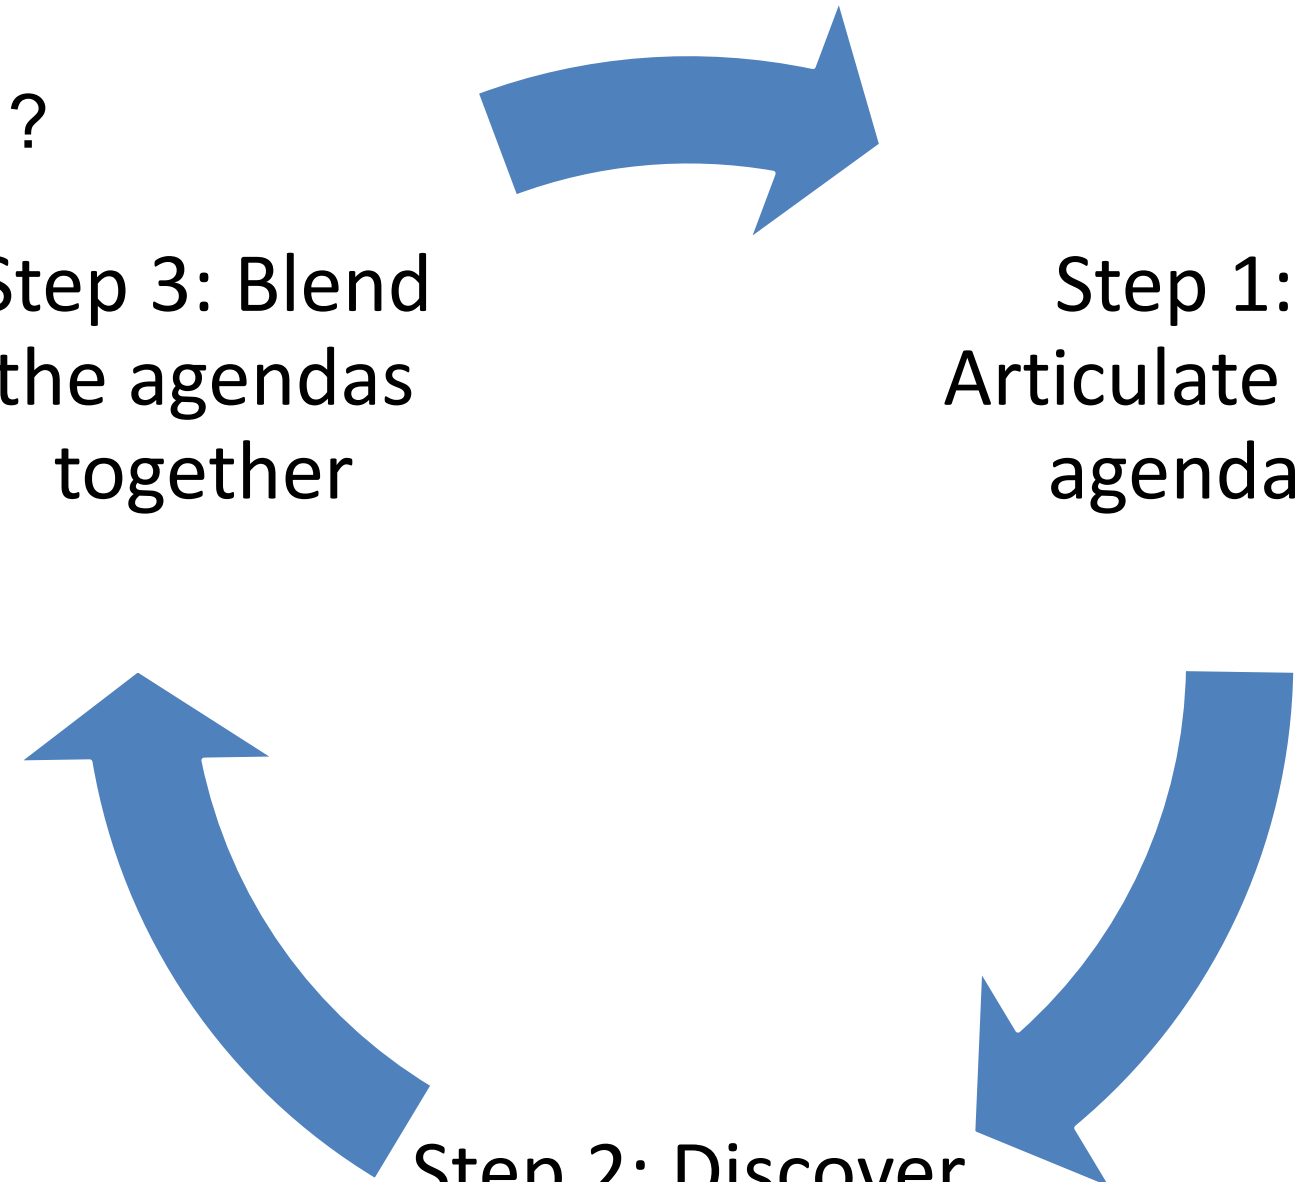 ?
Step 3: Blend
the agendas
together
Step 1:
Articulate
agenda
Step 2: Discover